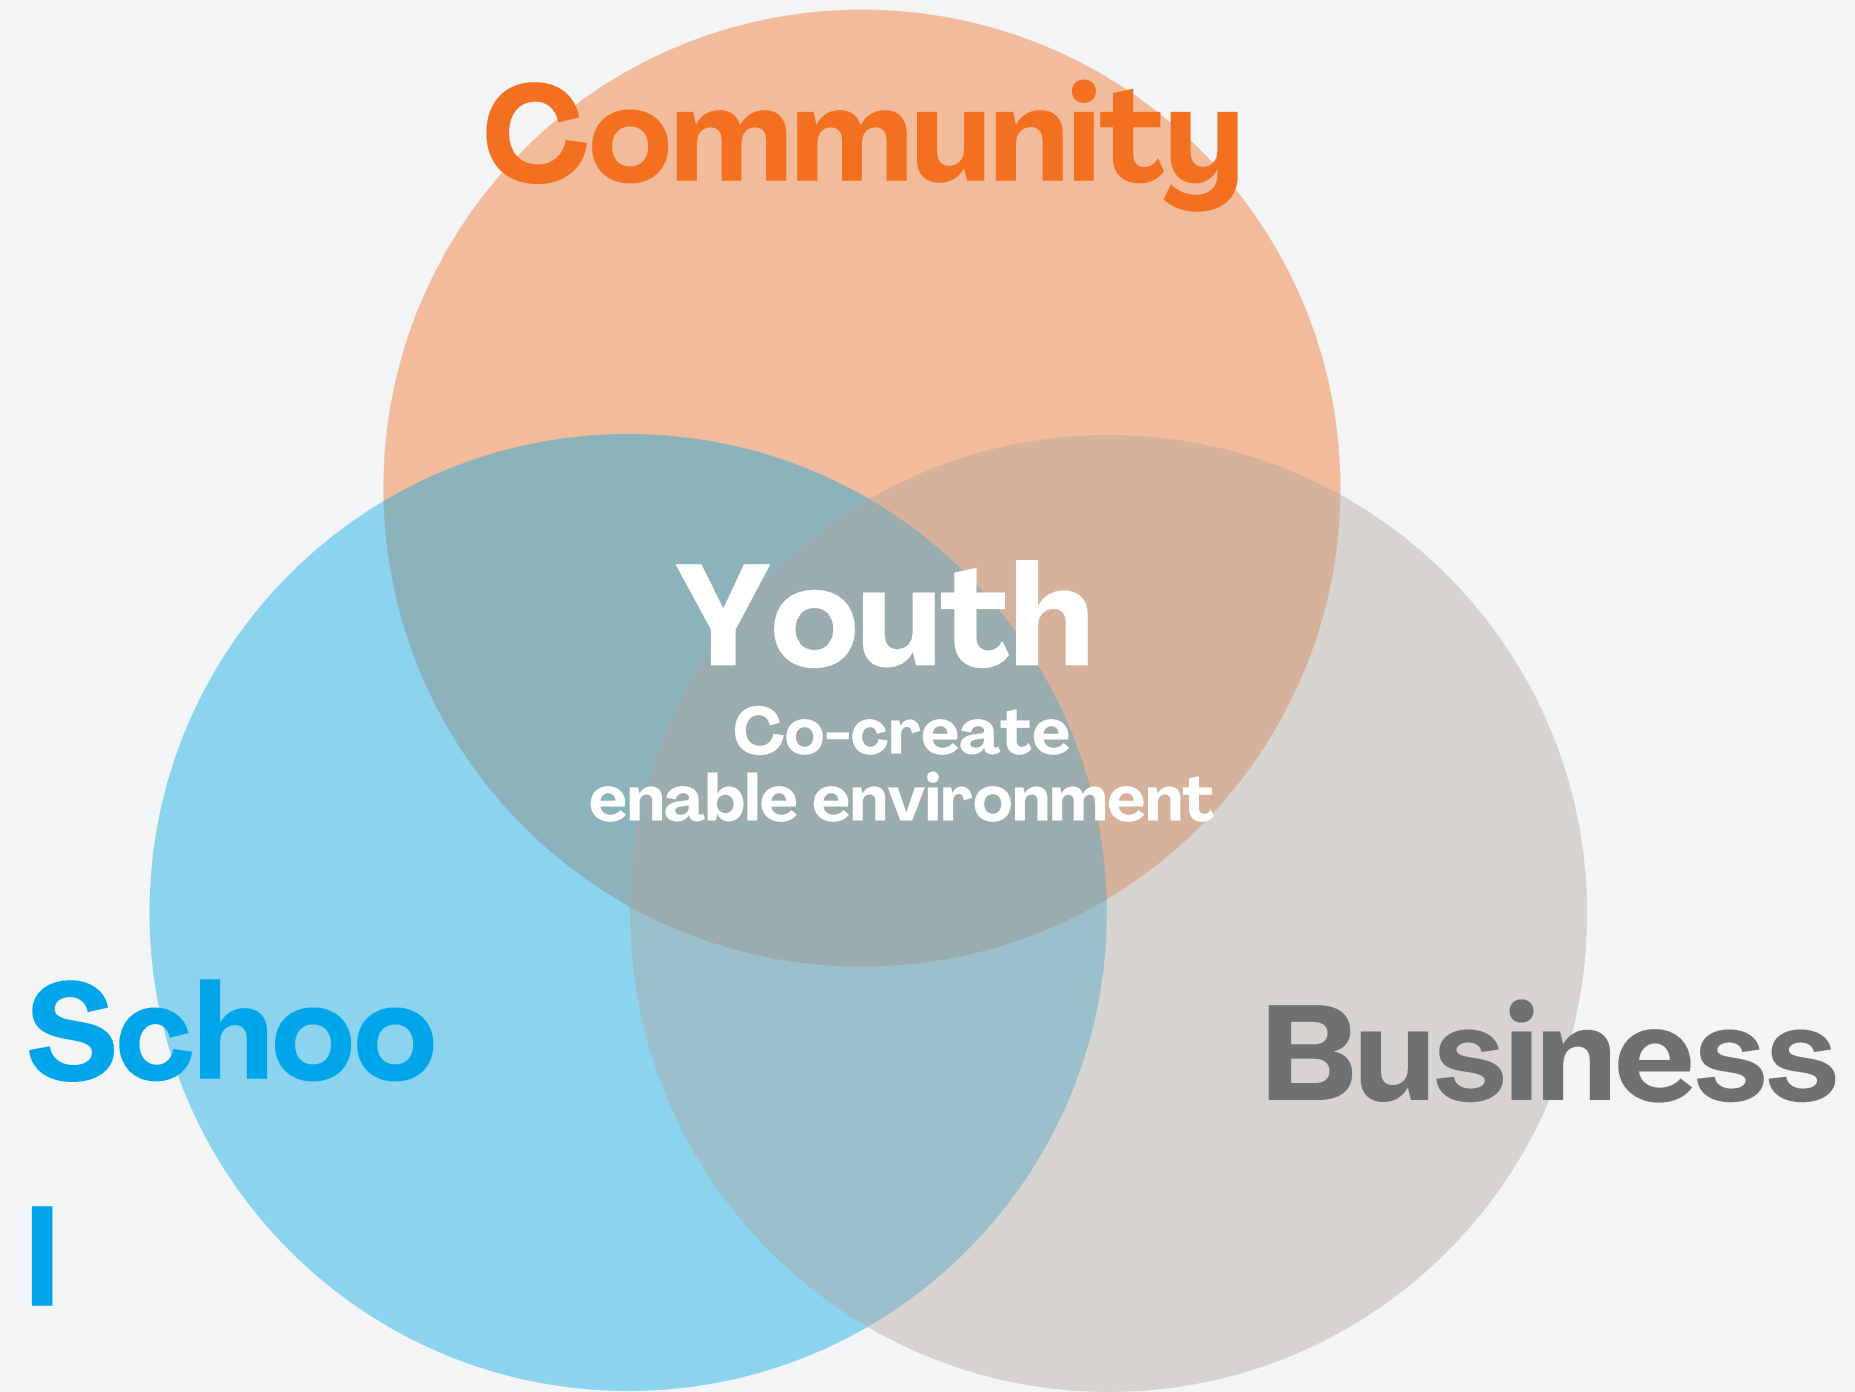 Community
Youth
Co-create
enable environment
Schoo
l
Business